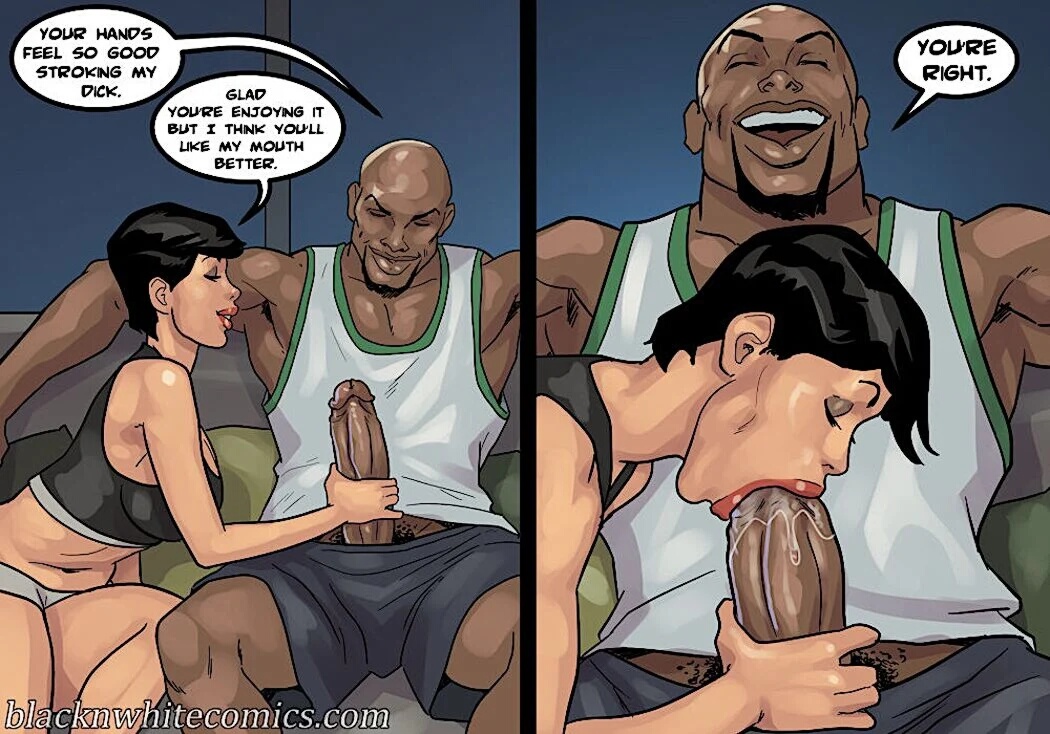 YOUR HANDS
FEEL SO GOOD
STROKING MY
DICK.
GLAD
YOU'RE ENJOYING IT
BUT I THINK YOU'LL
LIKE MY MOUTH
BETTER.
YOU'RE
RIGHT.
blacknwhitecomics.com